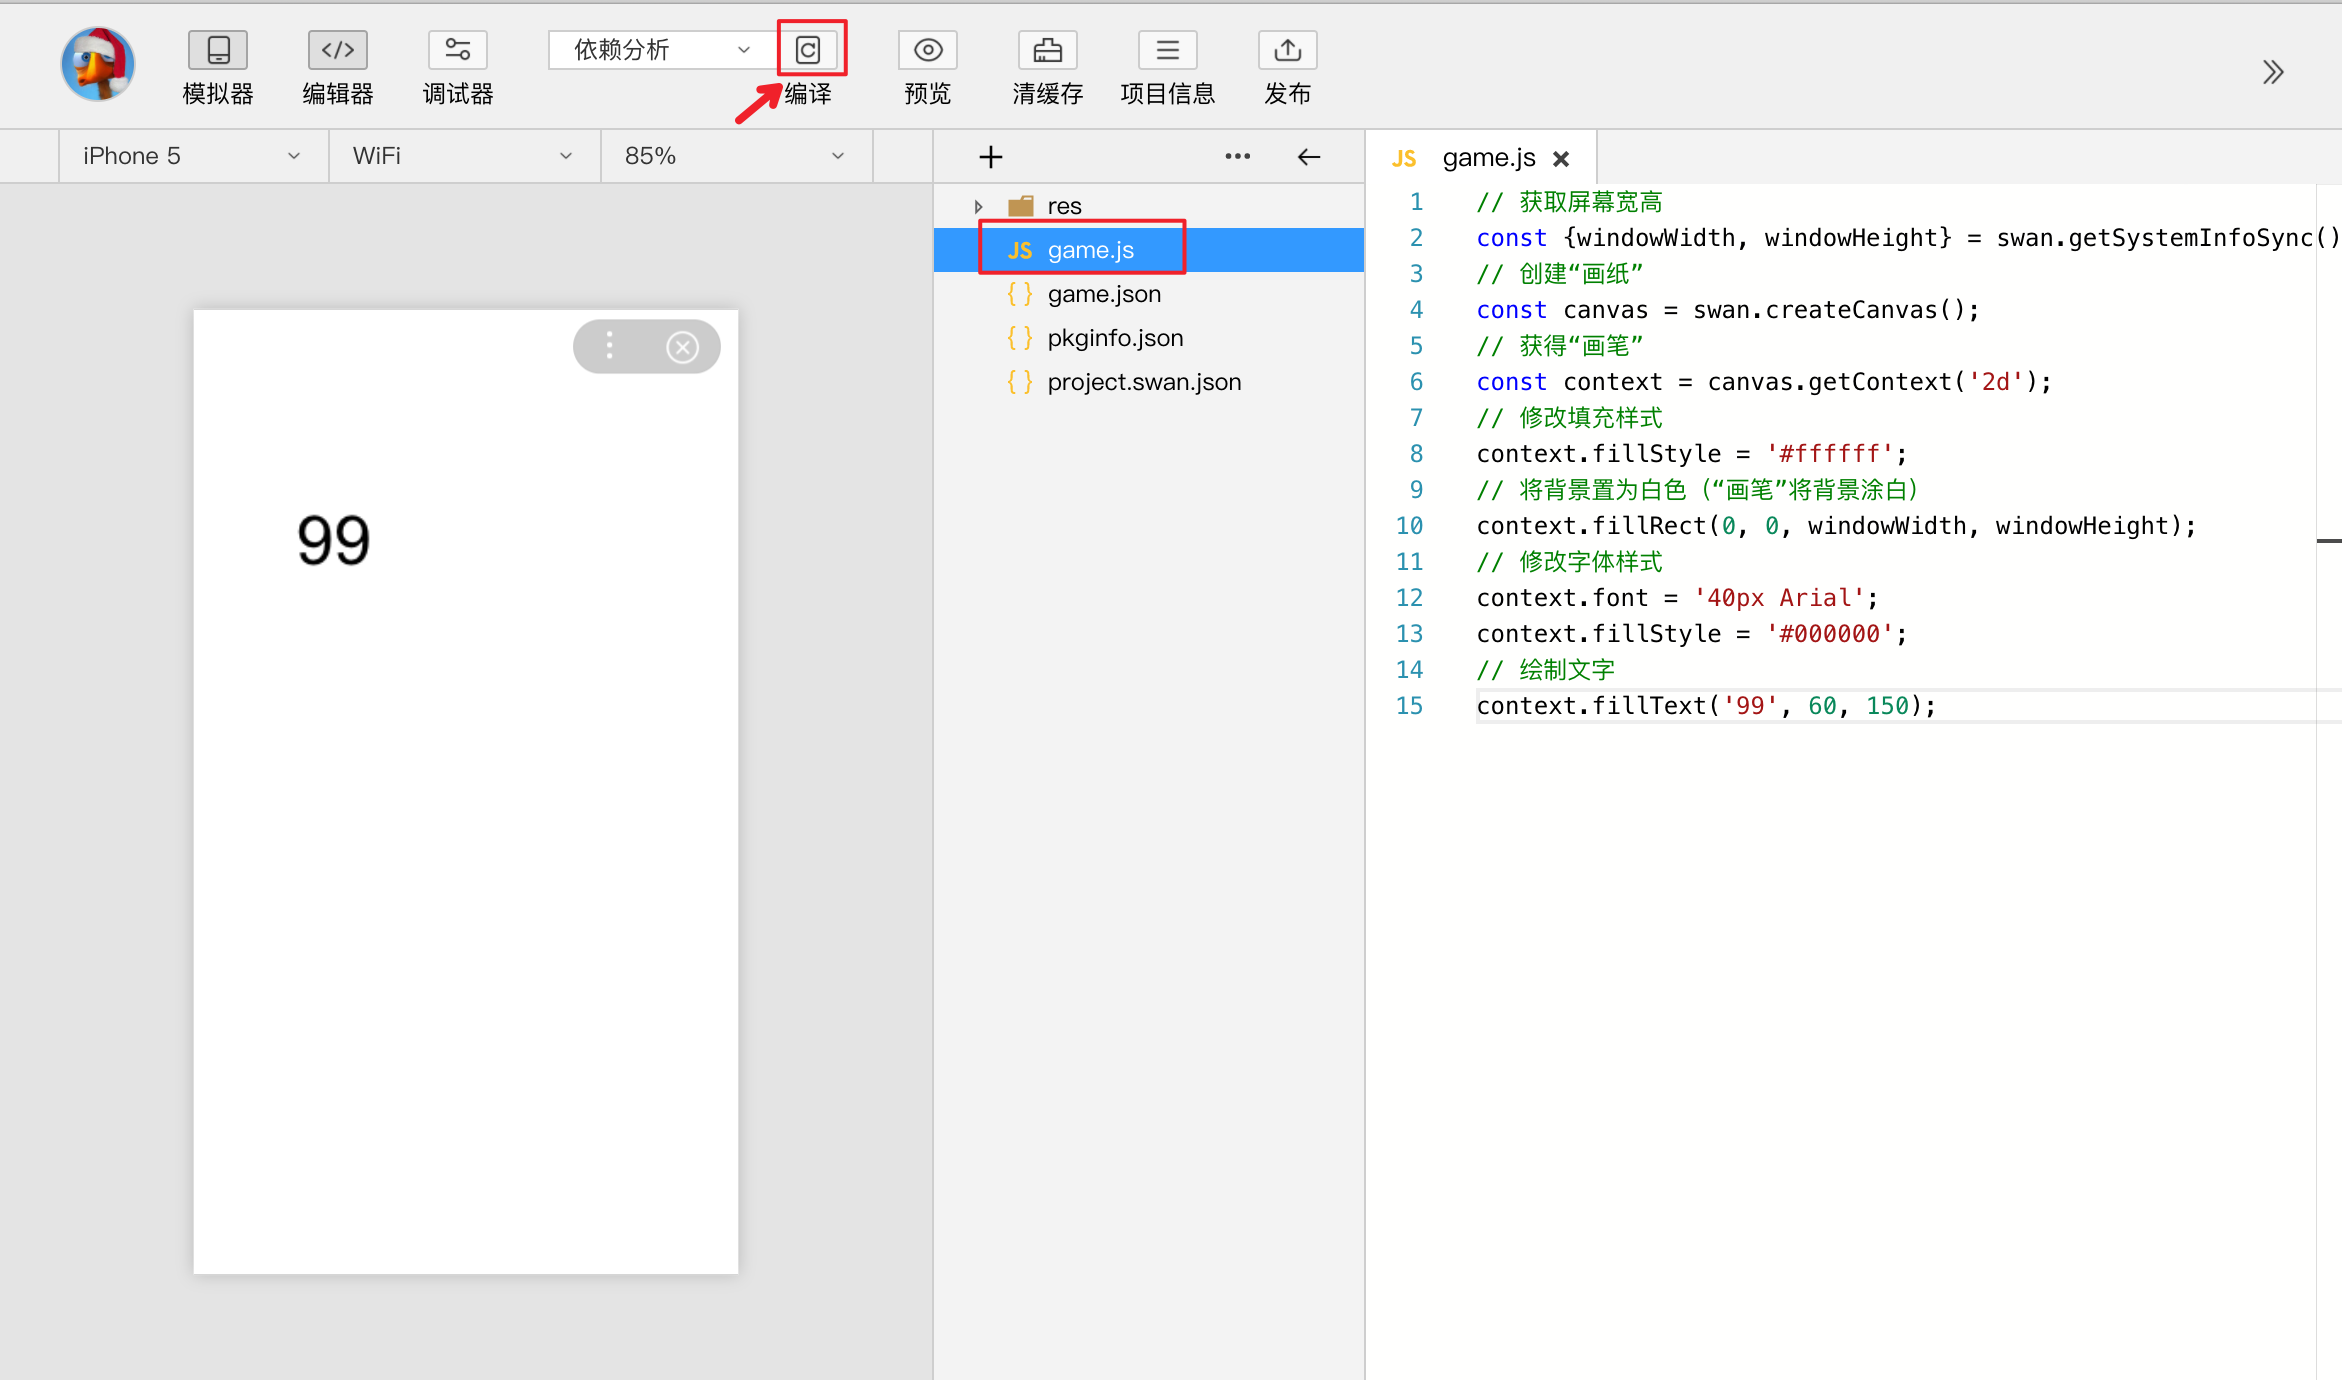 依赖分析
模拟器
编辑器
调试器
编译
预览
清缓存
项目信息
发布
iPhone 5
WiFi
85%
99
res
JS game.js
{ } game.json
{ } pkginfo.json
{ } project.swan.json
JS game.js
1 // 获取屏幕宽高
2 const {windowWidth, windowHeight} = swan.getSystemInfoSync()
3 // 创建“画纸”
4 const canvas = swan.createCanvas();
5 // 获得“画笔”
6 const context = canvas.getContext('2d');
7 // 修改填充样式
8 context.fillStyle = '#ffffff';
9 // 将背景置为白色（“画笔”将背景涂白）
10 context.fillRect(0, 0, windowWidth, windowHeight);
11 // 修改字体样式
12 context.font = '40px Arial';
13 context.fillStyle = '#000000';
14 // 绘制文字
15 context.fillText('99', 60, 150);